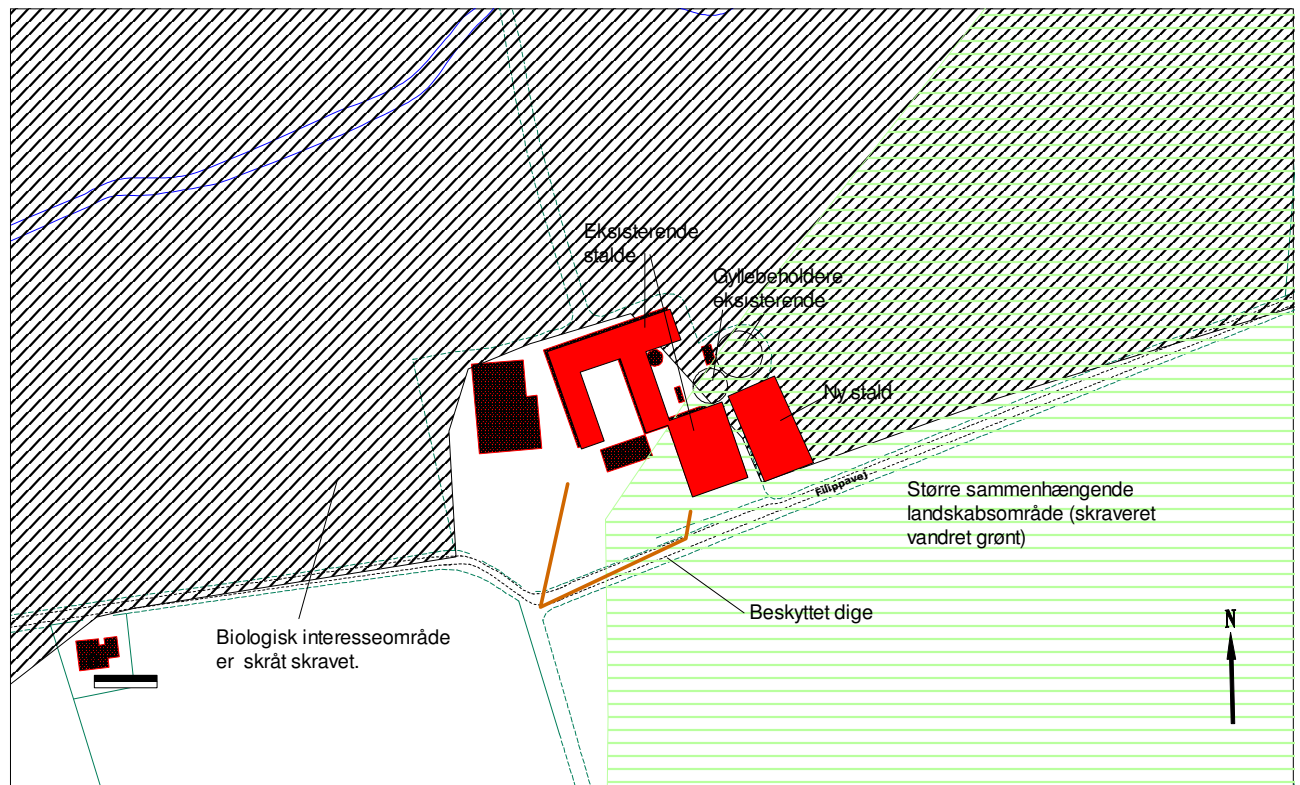 Eksisterende
stalde
Gyllebeholdere
eksisterende
Ny stald
Filippavej
Større sammenhængende
landskabsområde (skraveret
vandret grønt)
Beskyttet dige
Biologisk interesseområde
er skråt skravet.
N